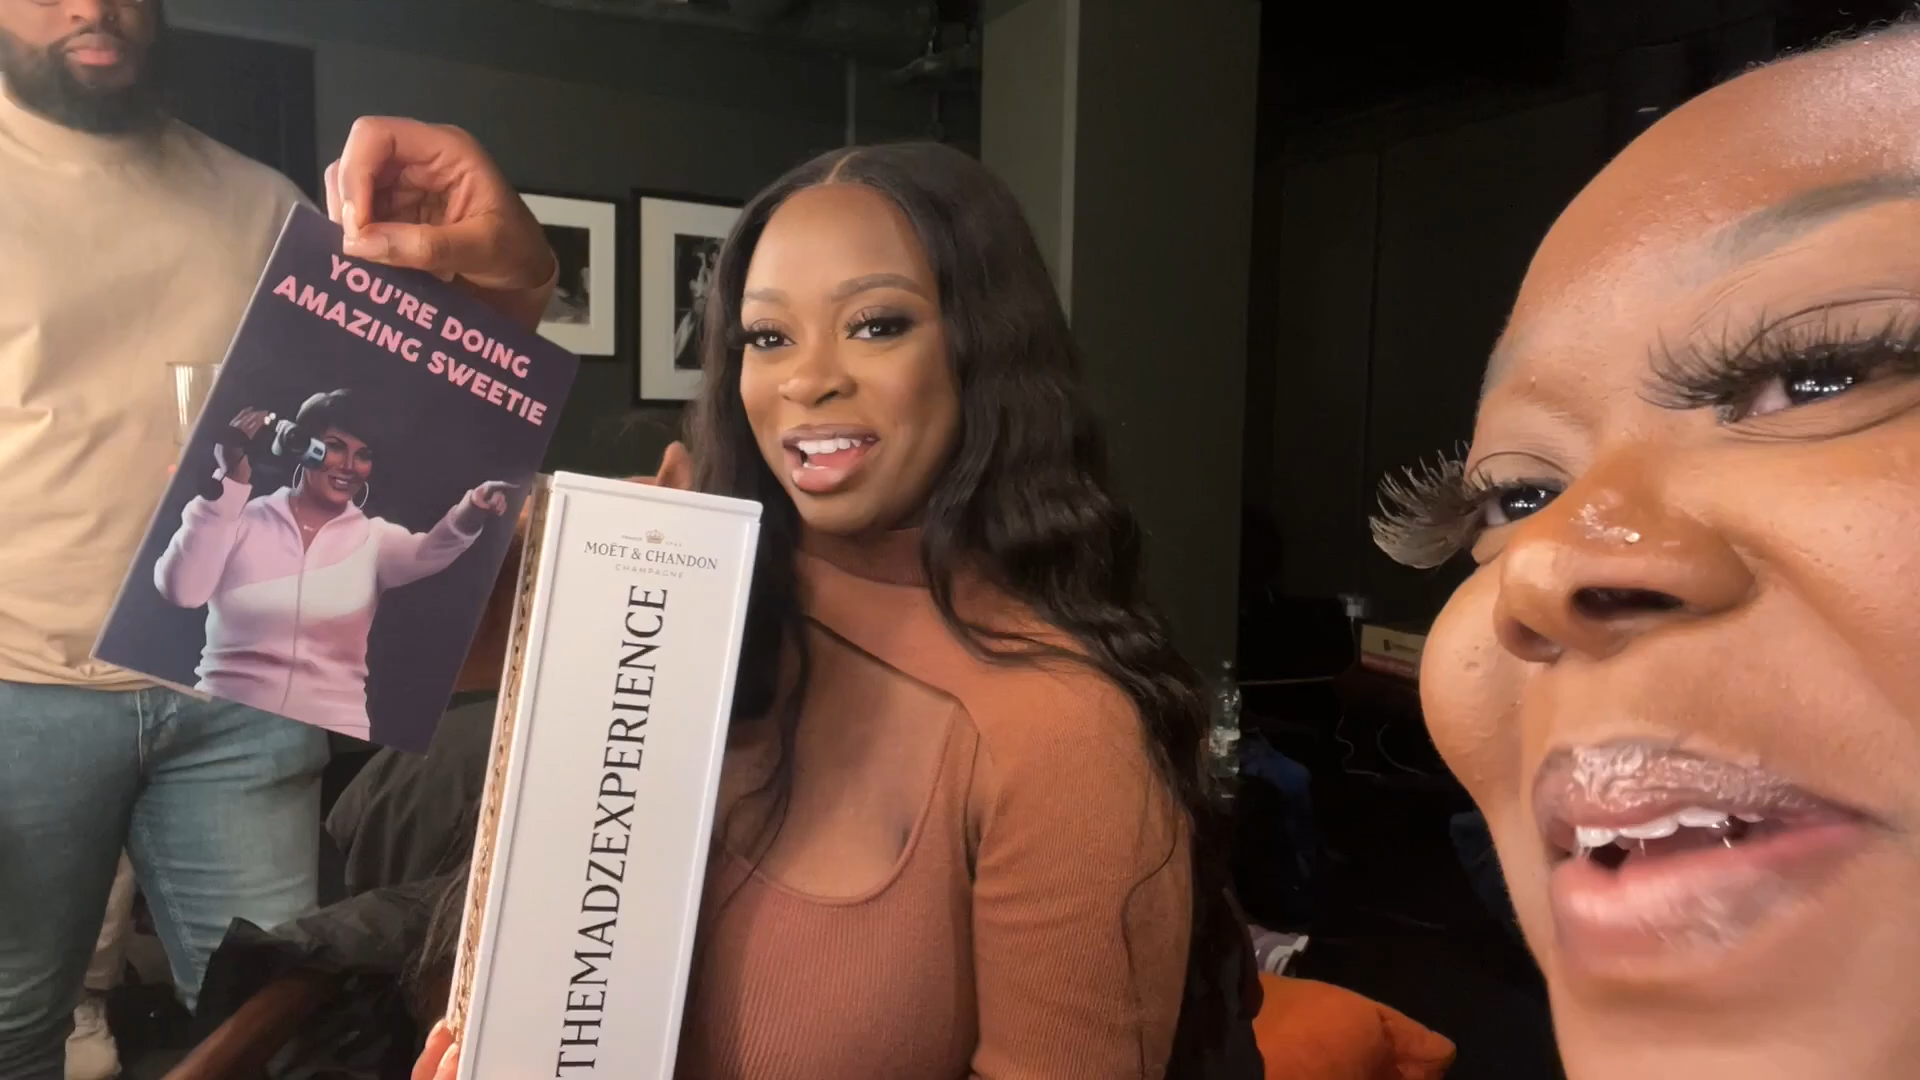 YOU'RE DOING
AMAZING SWEETIE
MOËT & CHANDON
CHAMPAGNE
THEMADZEXPERIENCE